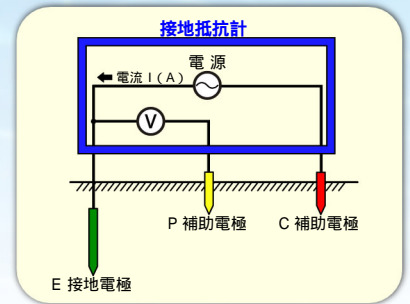 接地抵抗計
電 源
電流 I ( A )
V
P 補助電極
C 補助電極
E 接地電極